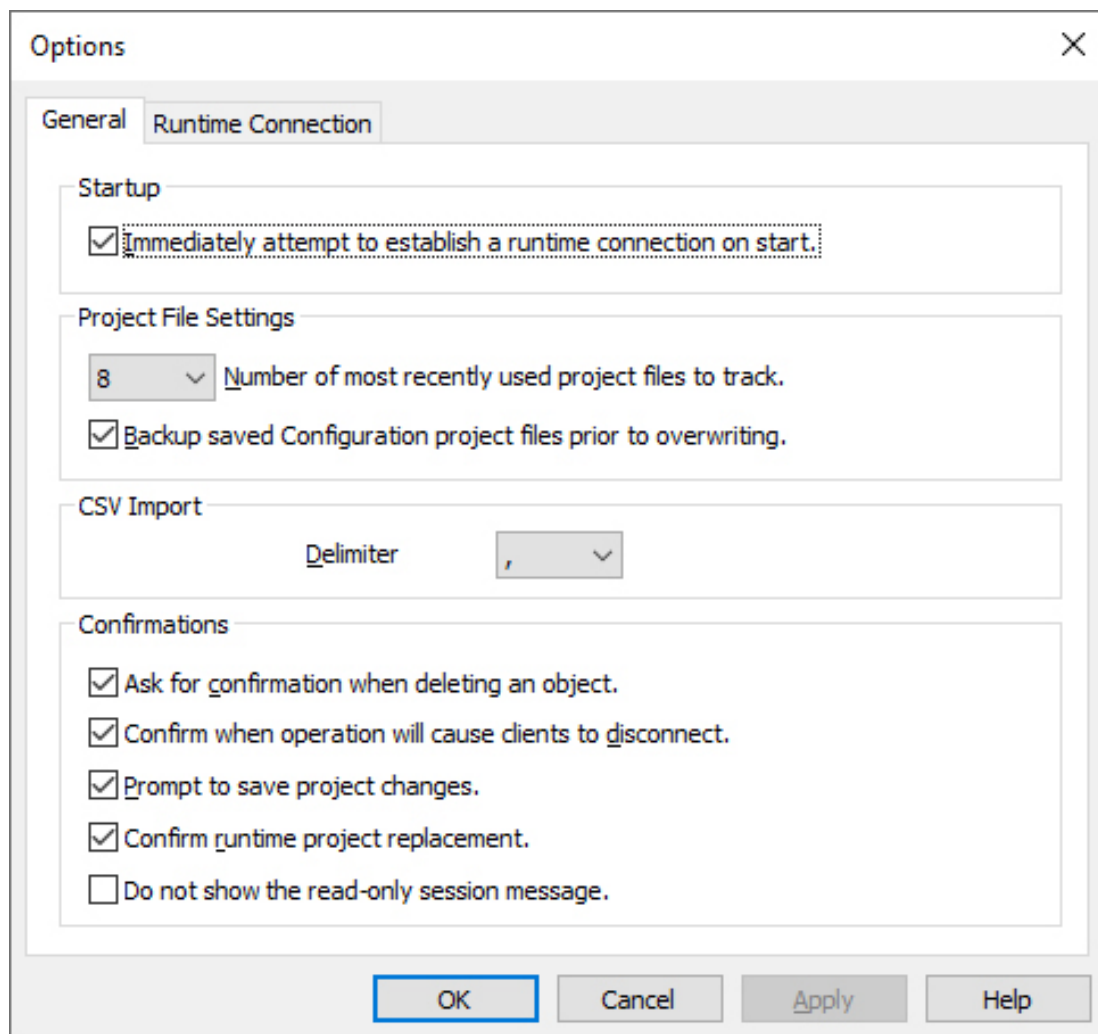 Options
General
Runtime Connection
Startup
Immediately attempt to establish a runtime connection on start.
Project File Settings
8
Number of most recently used project files to track.
Backup saved Configuration project files prior to overwriting.
CSV Import
Delimiter
,
Confirmations
Ask for confirmation when deleting an object.
Confirm when operation will cause clients to disconnect.
Prompt to save project changes.
Confirm runtime project replacement.
Do not show the read-only session message.
OK
Cancel
Apply
Help